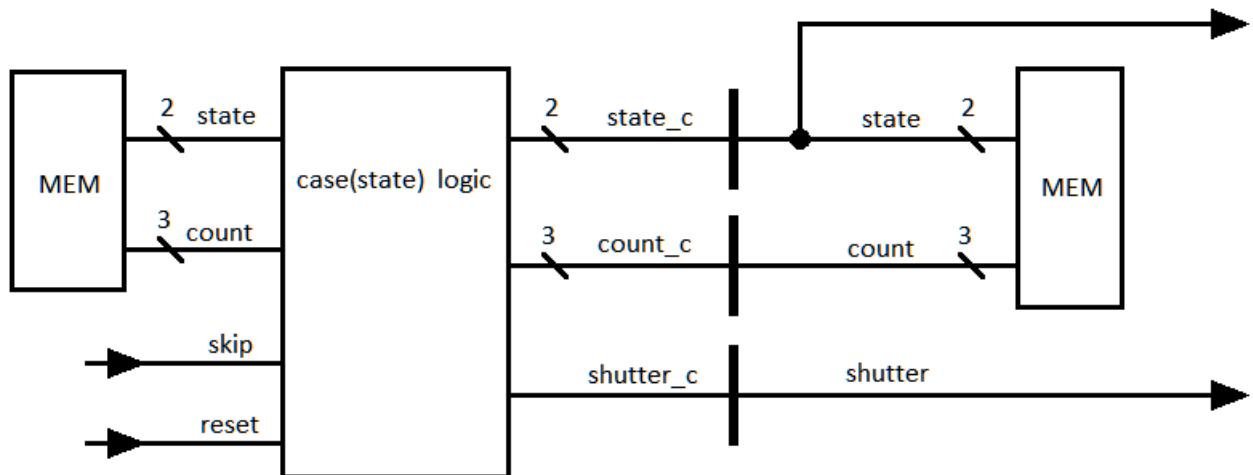 2 state
3 count
MEM
skip
reset
case(state) logic
2 state_c
3 count_c
shutter_c
state 2
count 3
shutter
MEM